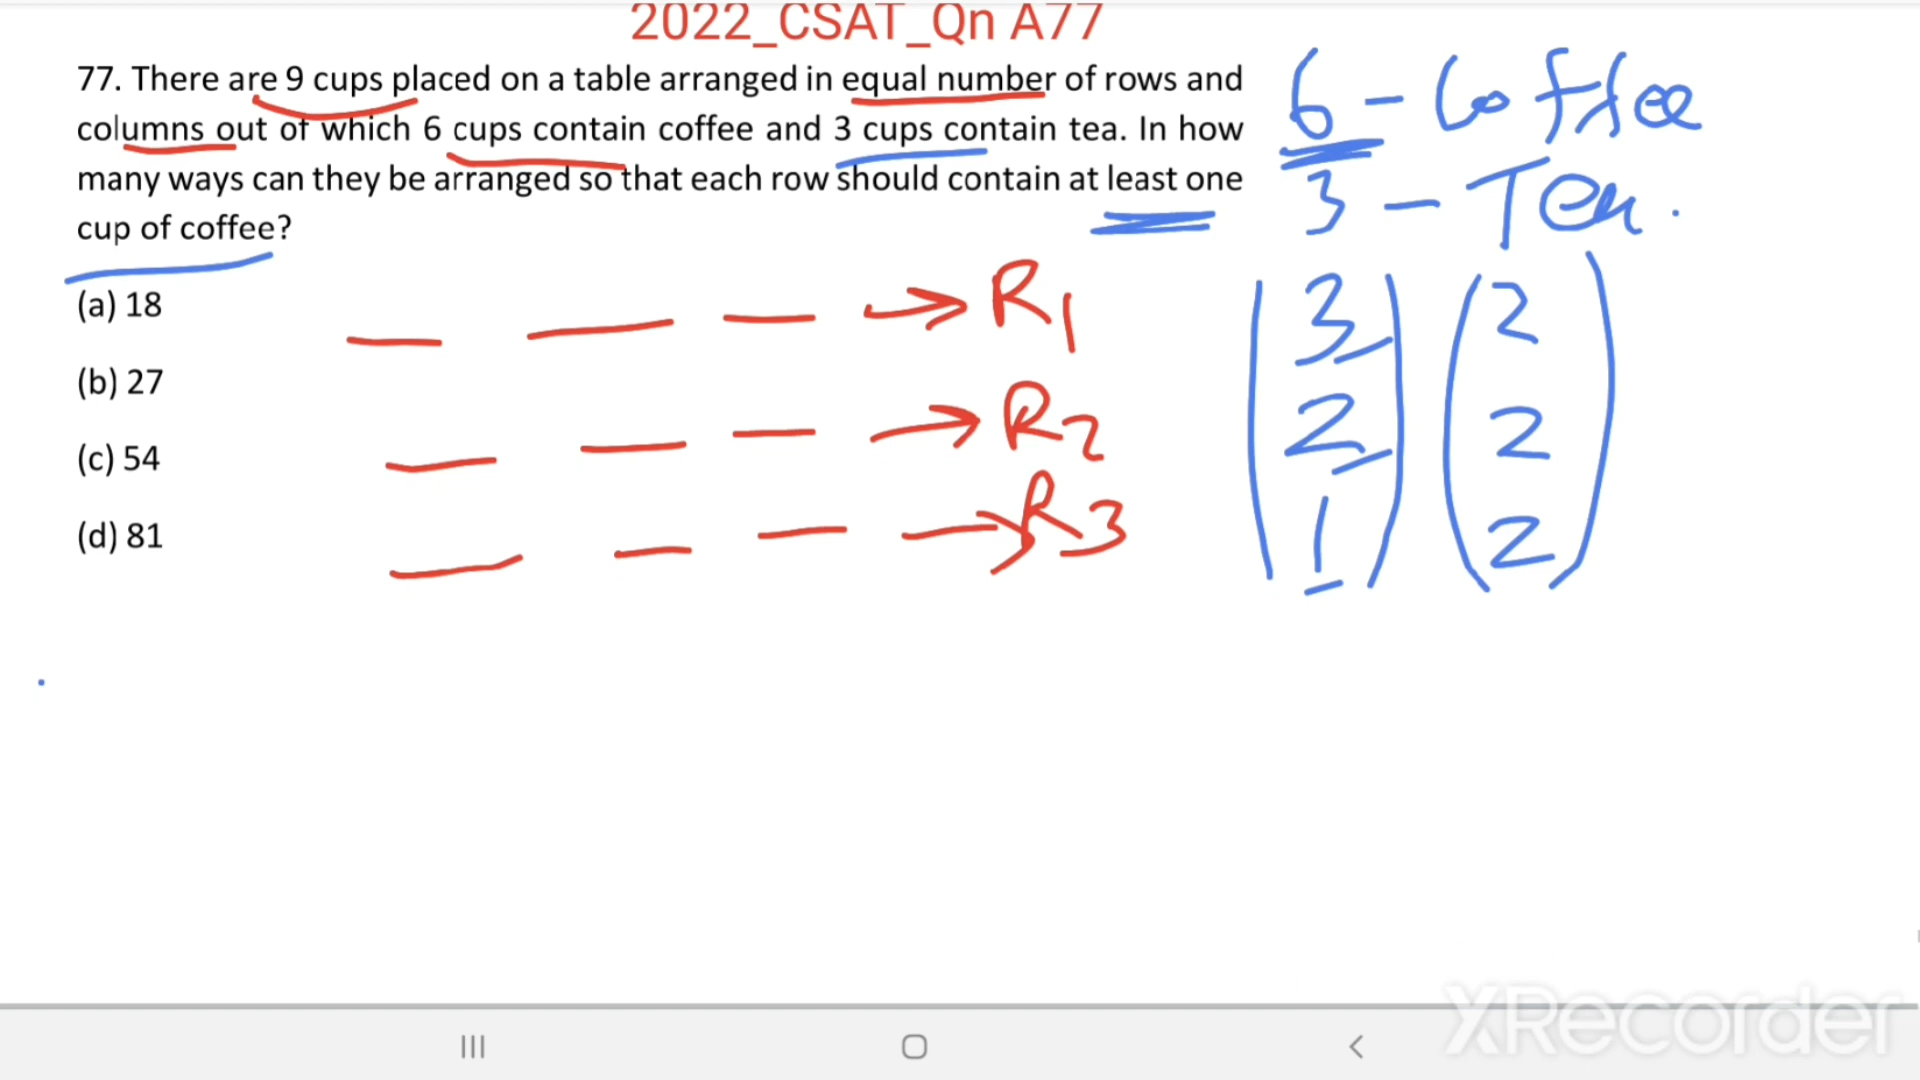 2022_CSAT_Qn A77
77. There are 9 cups placed on a table arranged in equal number of rows and
columns out of which 6 cups contain coffee and 3 cups contain tea. In how
many ways can they be arranged so that each row should contain at least one
cup of coffee?
(a) 18
(b) 27
(c) 54
(d) 81
6 - Coffee
3 - Tea.
R1
R2
R3
3 2
2 2
1 2
XRecorder